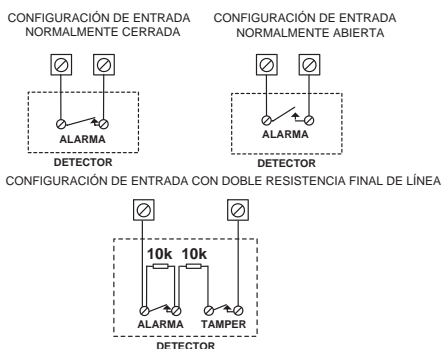 CONFIGURACIÓN DE ENTRADA
NORMALMENTE CERRADA
ALARMA
DETECTOR
CONFIGURACIÓN DE ENTRADA
NORMALMENTE ABIERTA
ALARMA
DETECTOR
CONFIGURACIÓN DE ENTRADA CON DOBLE RESISTENCIA FINAL DE LÍNEA
10k 10k
ALARMA TAMPER
DETECTOR